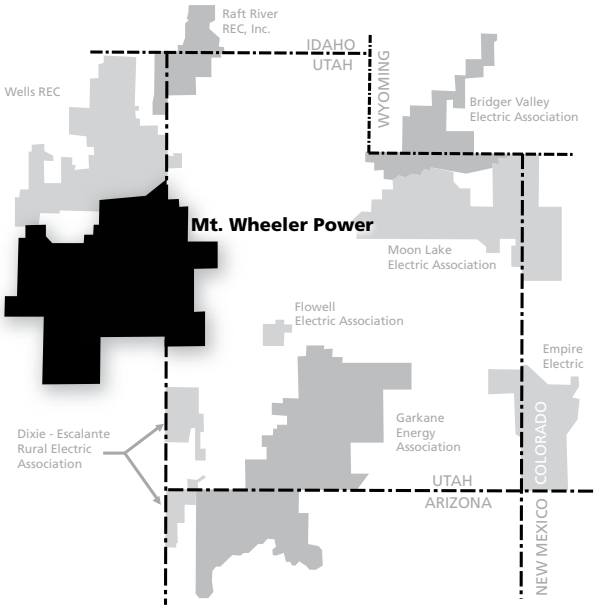 Raft River
REC, Inc.
IDAHO
UTAH
WYOMING
Wells REC
Bridger Valley
Electric Association
Mt. Wheeler Power
Moon Lake
Electric Association
Flowell
Electric Association
Empire
Electric
Dixie - Escalante
Rural Electric
Association
Garkane
Energy
Association
COLORADO
UTAH
ARIZONA
NEW MEXICO